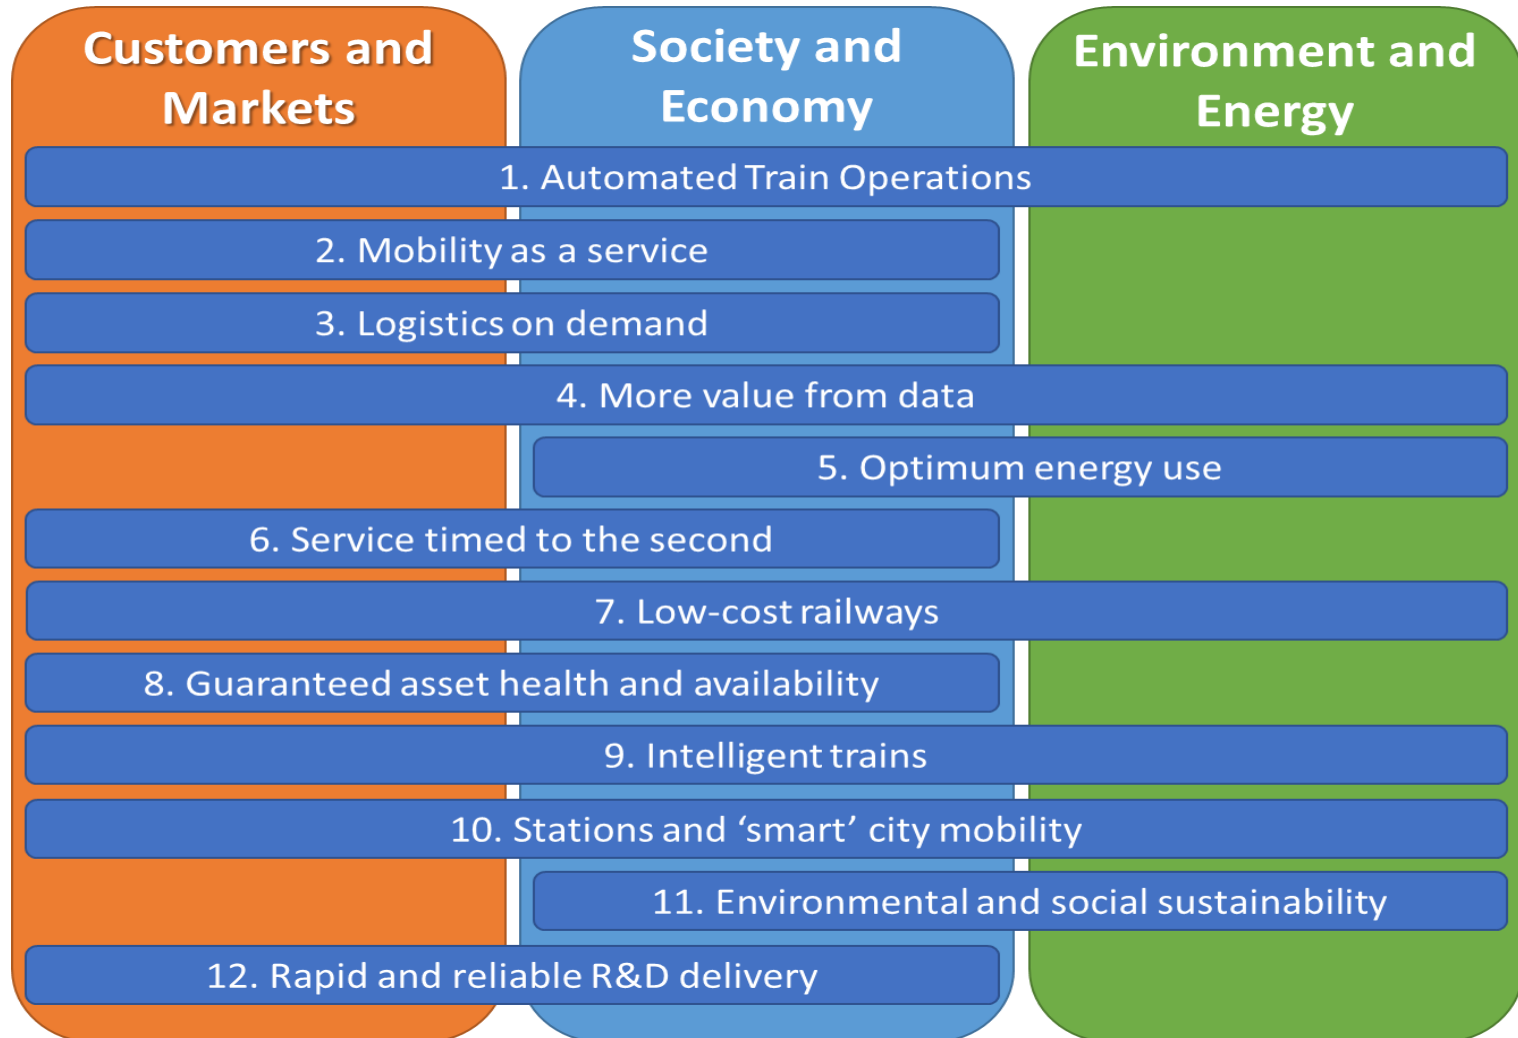 Customers and
Markets
Society and
Economy
Environment and
Energy
1. Automated Train Operations
2. Mobility as a service
3. Logistics on demand
4. More value from data
5. Optimum energy use
6. Service timed to the second
7. Low-cost railways
8. Guaranteed asset health and availability
9. Intelligent trains
10. Stations and ‘smart’ city mobility
11. Environmental and social sustainability
12. Rapid and reliable R&D delivery